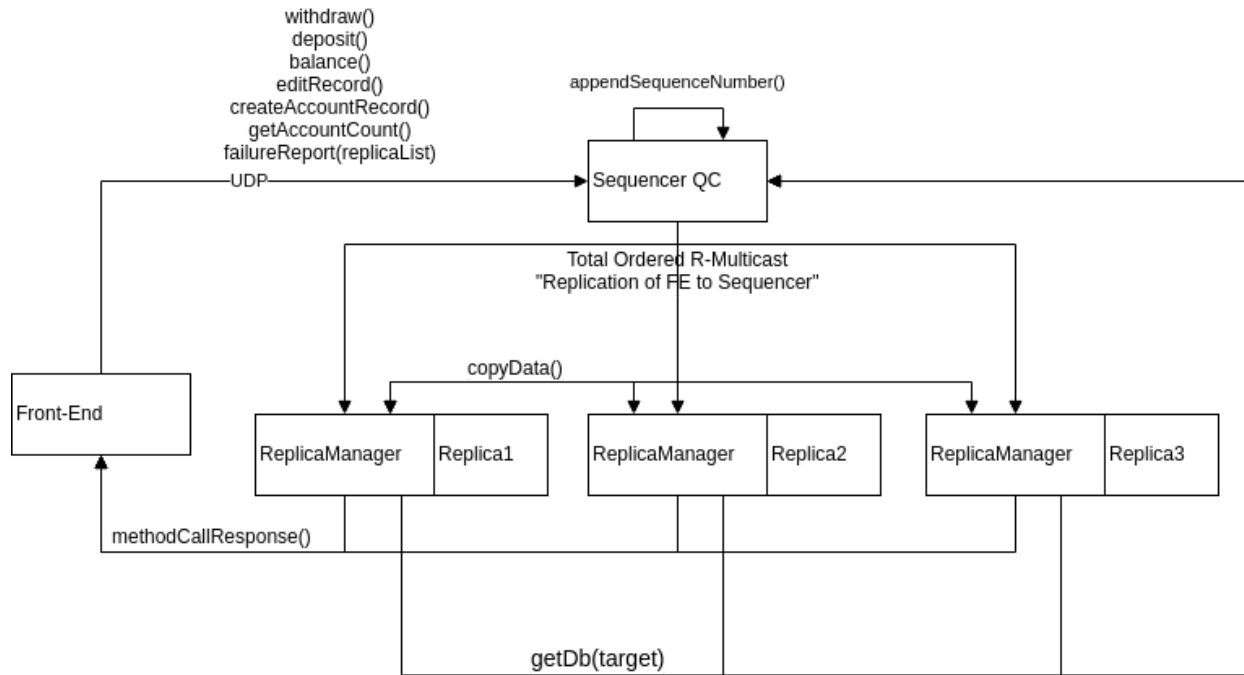 withdraw()
deposit()
balance()
editRecord()
createAccountRecord()
getAccountCount()
failureReport(replicaList)
UDP
appendSequenceNumber()
Sequencer QC
Total Ordered R-Multicast
"Replication of FE to Sequencer"
copyData()
Front-End
ReplicaManager
Replica1
ReplicaManager
Replica2
ReplicaManager
Replica3
methodCallResponse()
getDb(target)